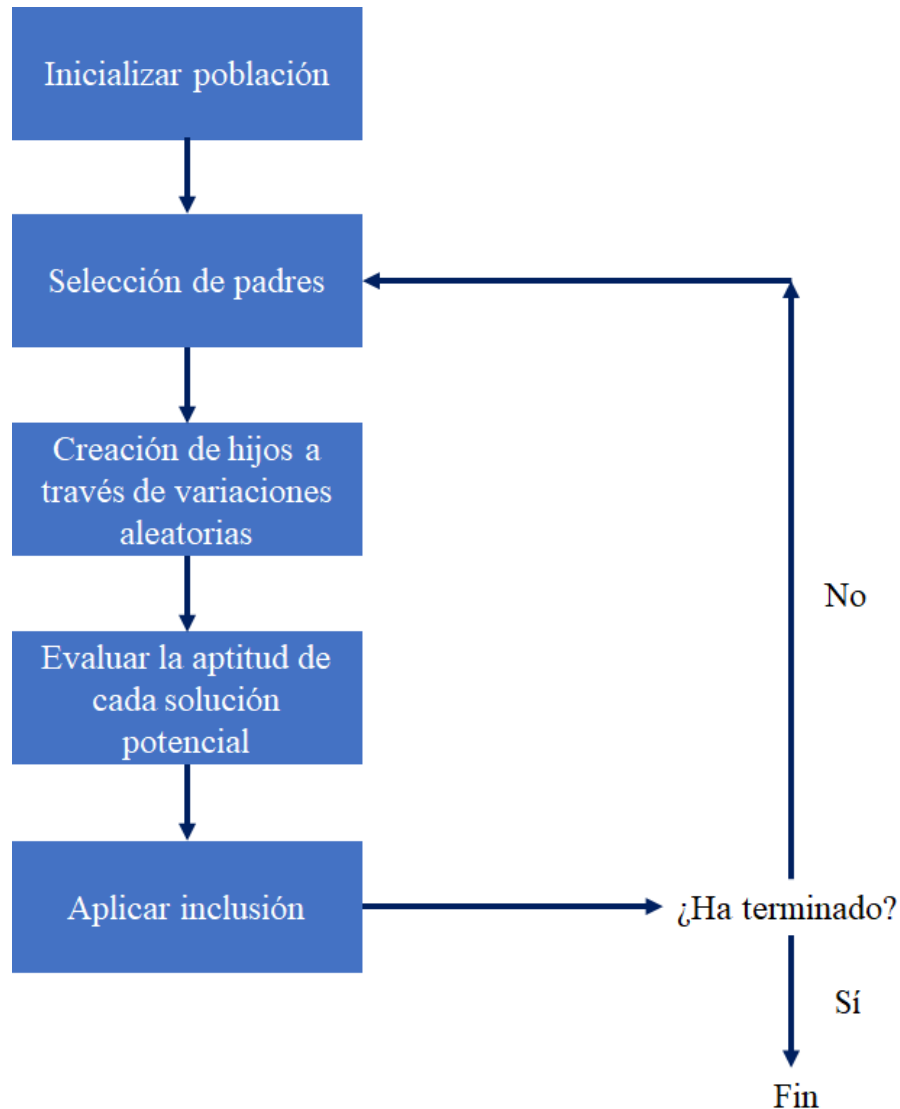 Inicializar población
Selección de padres
Creación de hijos a
través de variaciones
aleatorias
No
Evaluar la aptitud de
cada solución
potencial
Aplicar inclusión
¿Ha terminado?
Sí
Fin